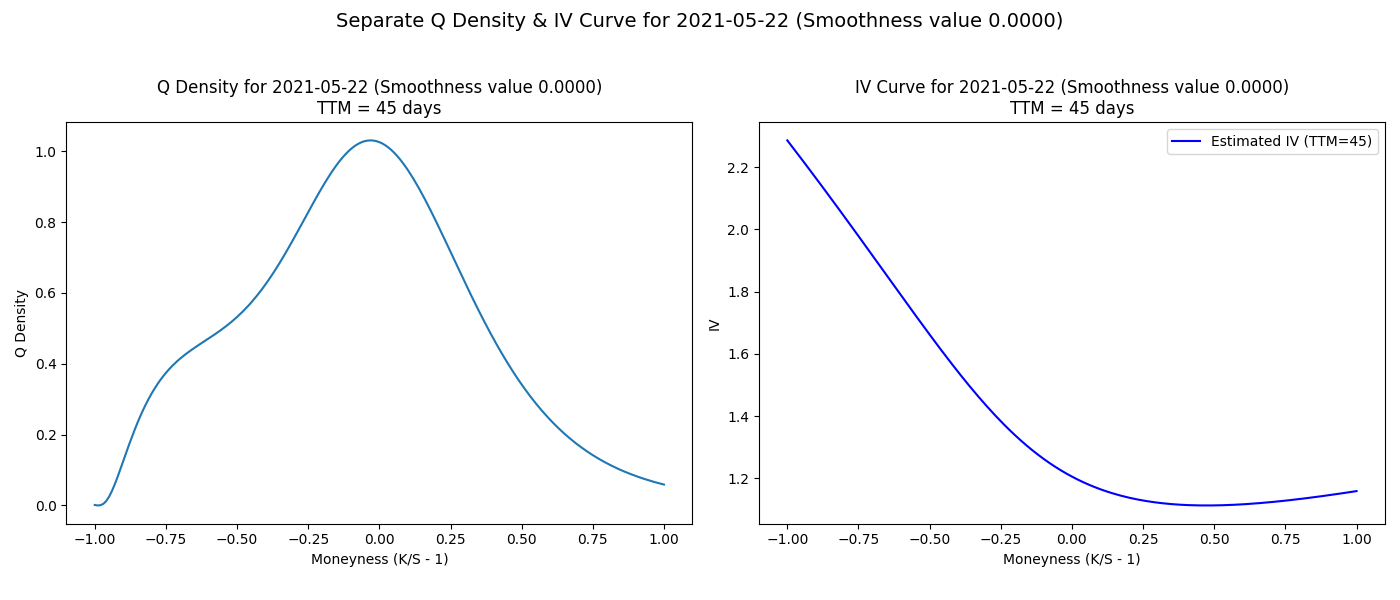 Separate Q Density & IV Curve for 2021-05-22 (Smoothness value 0.0000)
Q Density for 2021-05-22 (Smoothness value 0.0000)
TTM = 45 days
1.0
0.8
0.6
0.4
0.2
0.0
Q Density
−1.00 −0.75 −0.50 −0.25 0.00 0.25 0.50 0.75 1.00
Moneyness (K/S - 1)
IV Curve for 2021-05-22 (Smoothness value 0.0000)
TTM = 45 days
Estimated IV (TTM=45)
2.2
2.0
1.8
1.6
1.4
1.2
IV
−1.00 −0.75 −0.50 −0.25 0.00 0.25 0.50 0.75 1.00
Moneyness (K/S - 1)